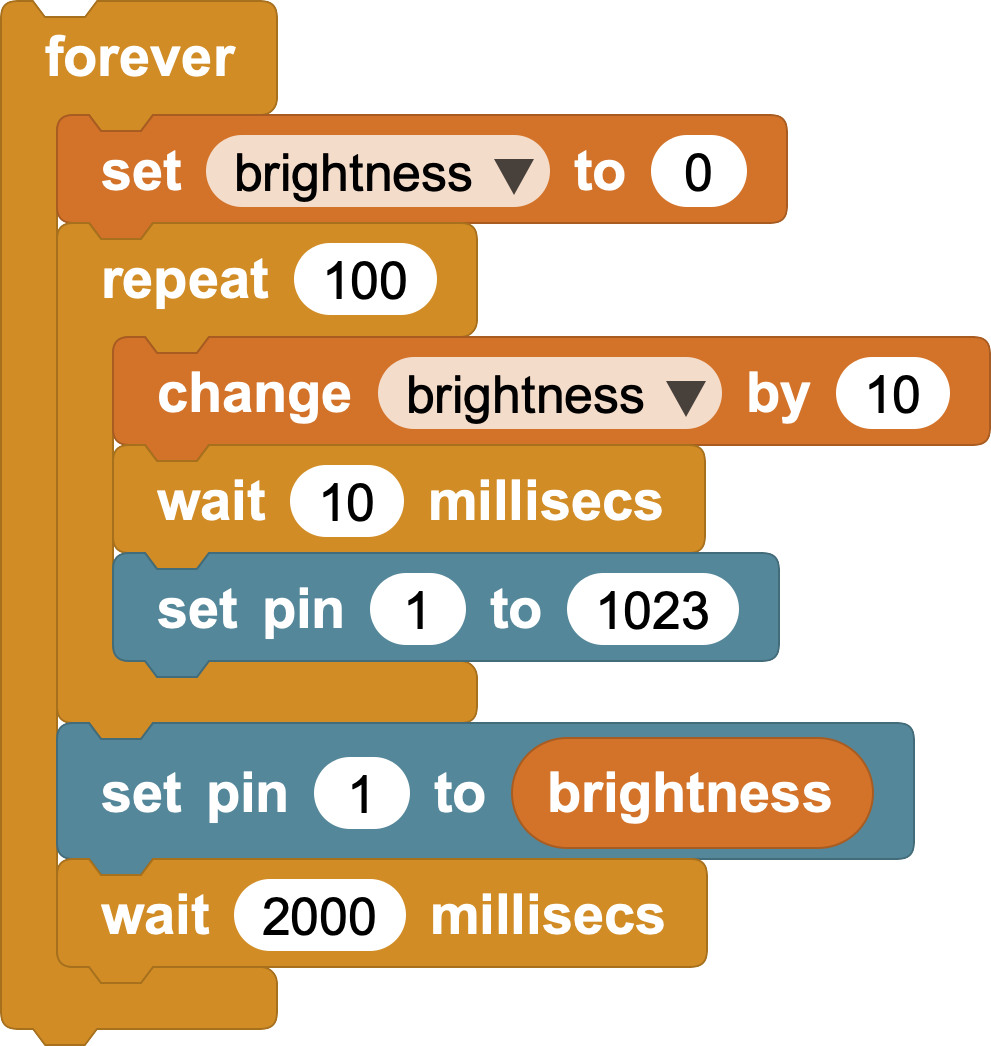 forever
set brightness ▼ to 0
repeat 100
change brightness ▼ by 10
wait 10 millisecs
set pin 1 to 1023
set pin 1 to brightness
wait 2000 millisecs